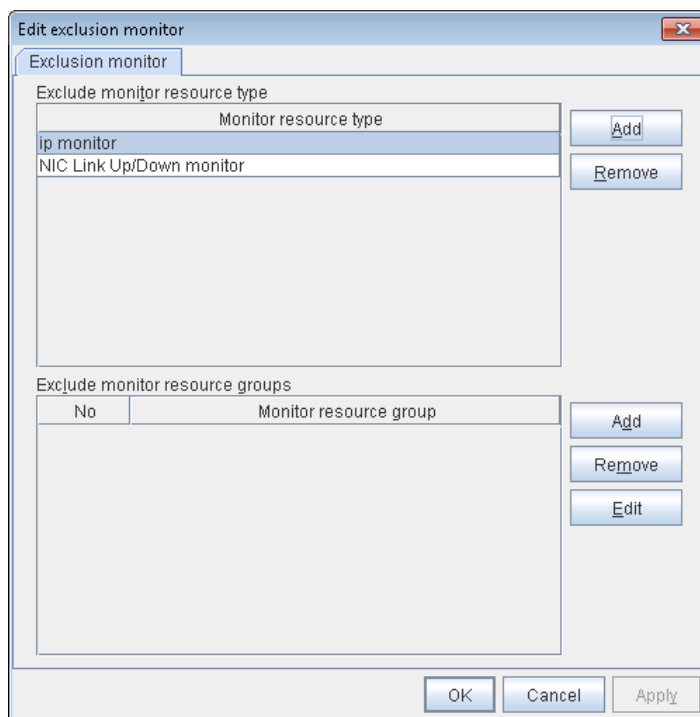 Edit exclusion monitor
Exclusion monitor
Exclude monitor resource type
Monitor resource type
ip monitor
NIC Link Up/Down monitor
Add
Remove
Exclude monitor resource groups
No Monitor resource group
Add
Remove
Edit
OK Cancel Apply